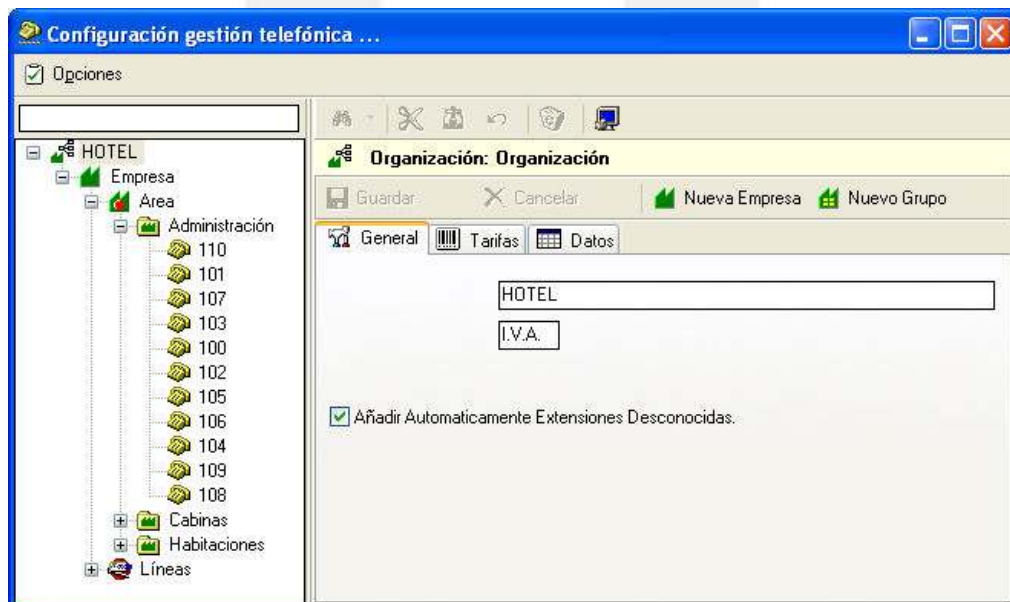 Configuración gestión telefónica ...
Opciones
HOTEL
Empresa
Area
Administración
110
101
107
103
100
102
105
106
104
109
108
Cabinas
Habitaciones
Líneas
Organización: Organización
Guardar Cancelar Nueva Empresa Nuevo Grupo
General Tarifas Datos
HOTEL
I.V.A.
Añadir Automaticamente Extensiones Desconocidas.